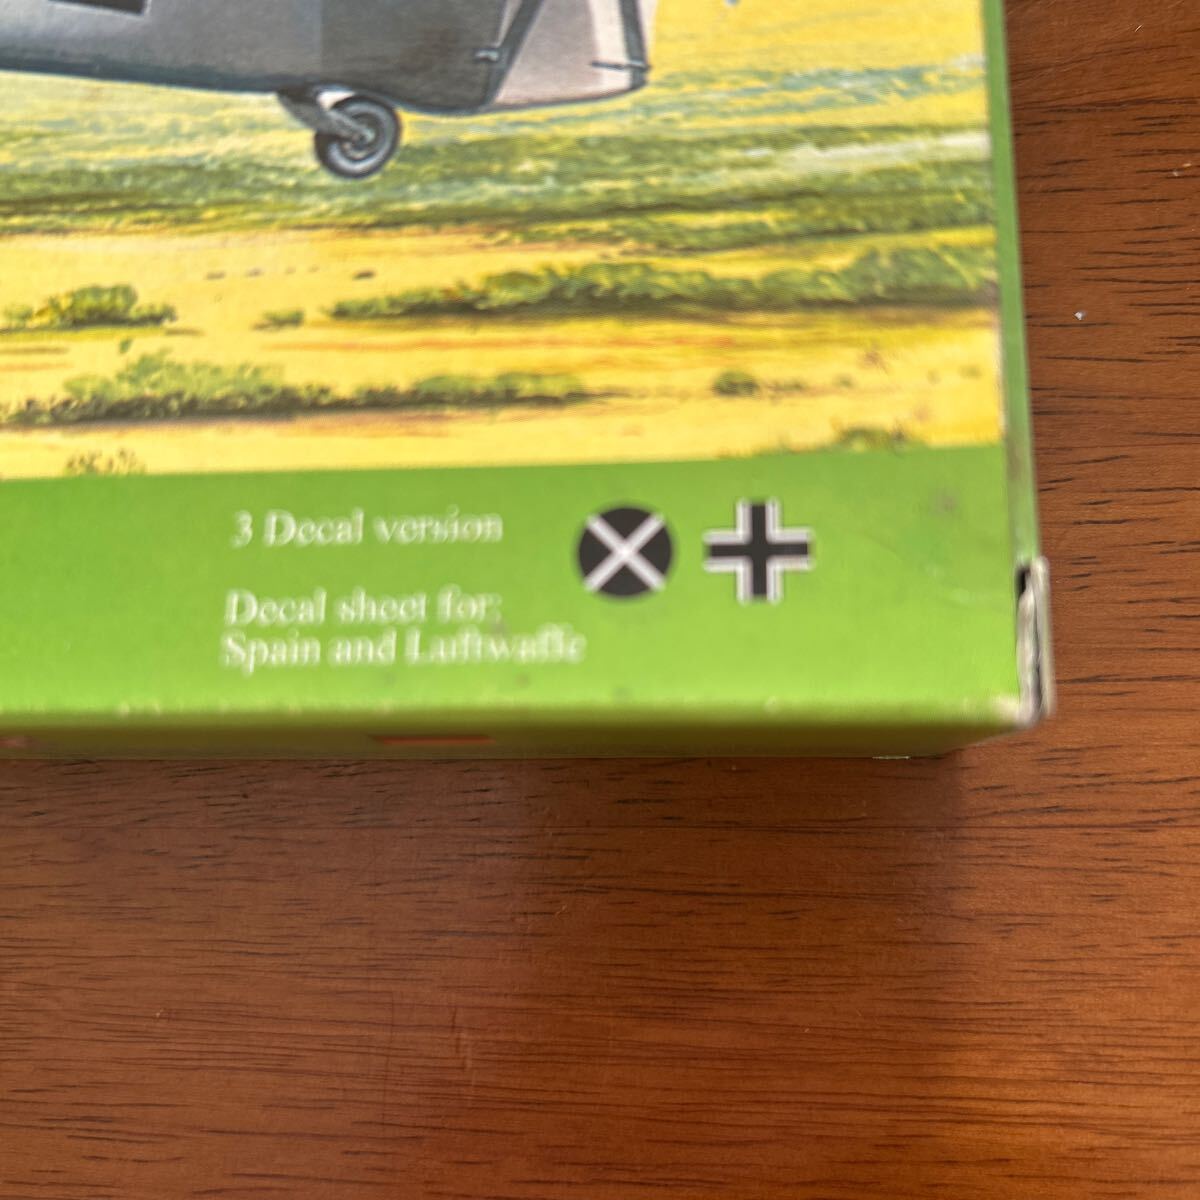 3 Decal version
Decal sheet for:
Spain and Luftwaffe